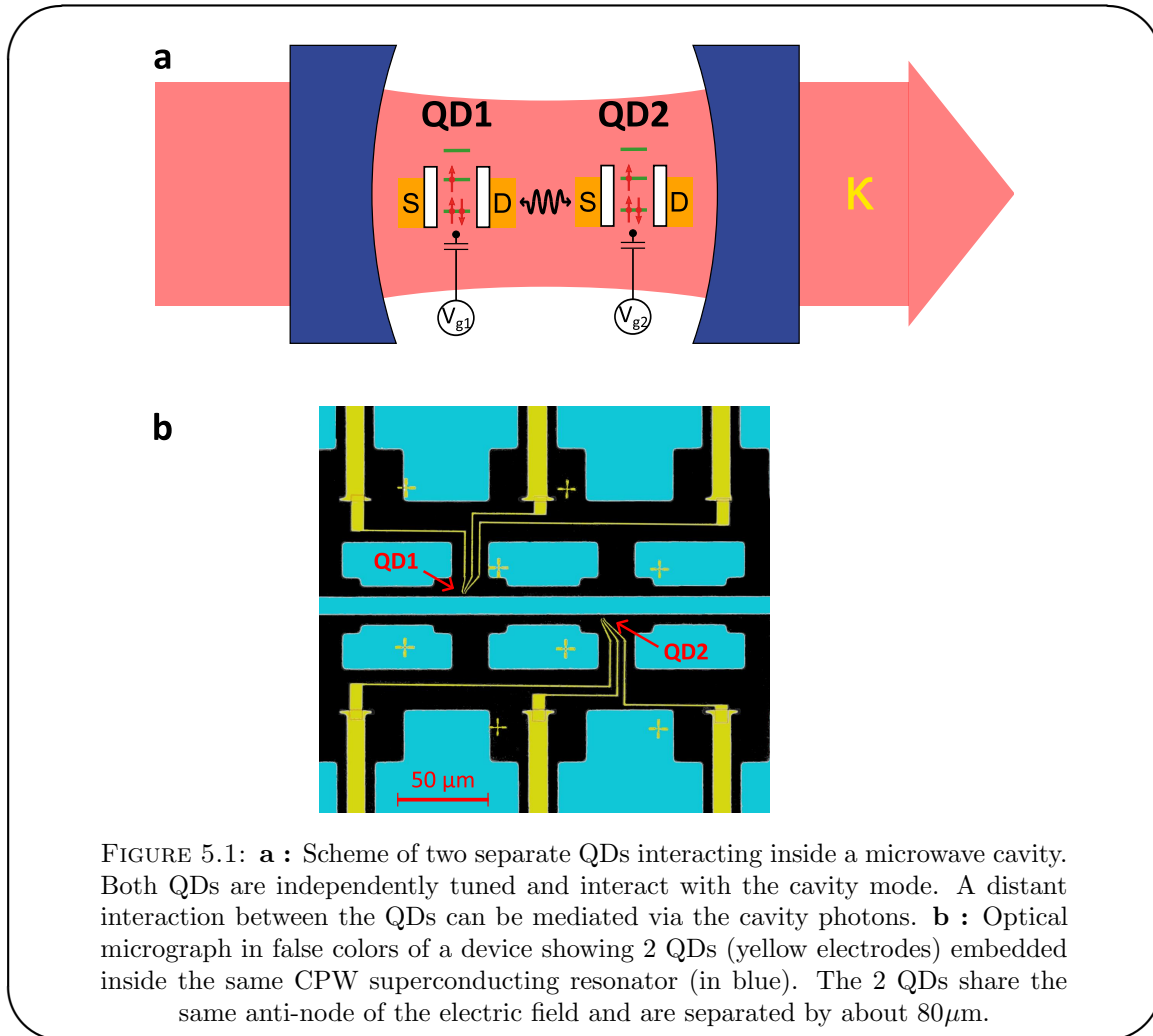 a
QD1 QD2
S D S D
κ
Vg1 Vg2
b
QD1
QD2
50 μm
FIGURE 5.1: a : Scheme of two separate QDs interacting inside a microwave cavity.
Both QDs are independently tuned and interact with the cavity mode. A distant
interaction between the QDs can be mediated via the cavity photons. b : Optical
micrograph in false colors of a device showing 2 QDs (yellow electrodes) embedded
inside the same CPW superconducting resonator (in blue). The 2 QDs share the
same anti-node of the electric field and are separated by about 80μm.